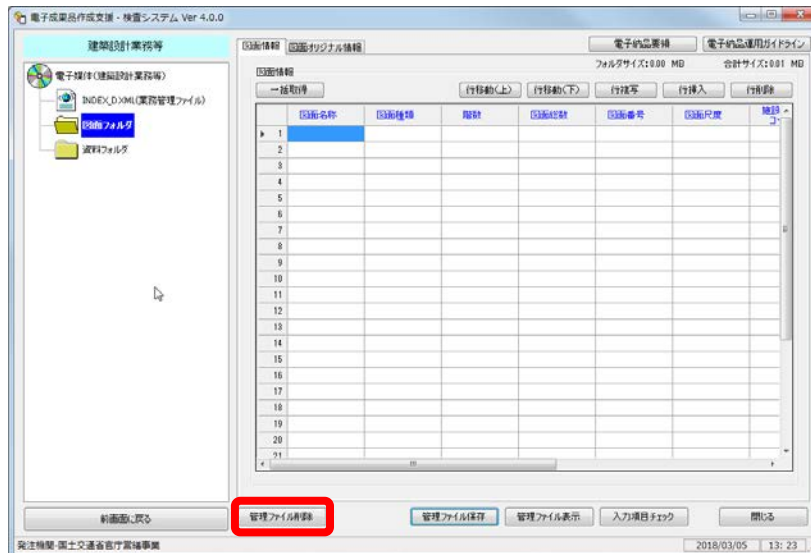 電子成果品作成支援・検査システム Ver 4.0.0
建築設計業務等
電子媒体(建築設計業務等)
INDEX_D.XML(業務管理ファイル)
図面フォルダ
資料フォルダ
図面情報 図面オリジナル情報
電子納品要領 電子納品運用ガイドライン
フォルダサイズ:0.00 MB 合計サイズ:0.01 MB
図面情報
一括取得 行移動(上) 行移動(下) 行複写 行挿入 行削除
図面名称 図面種類 階数 図面総数 図面番号 図面尺度 施設 コー
1
2
3
4
5
6
7
8
9
10
11
12
13
14
15
16
17
18
19
20
21
前画面に戻る 管理ファイル削除 管理ファイル保存 管理ファイル表示 入力項目チェック 閉じる
発注機関-国土交通省官庁営繕事業 2018/03/05 13:23